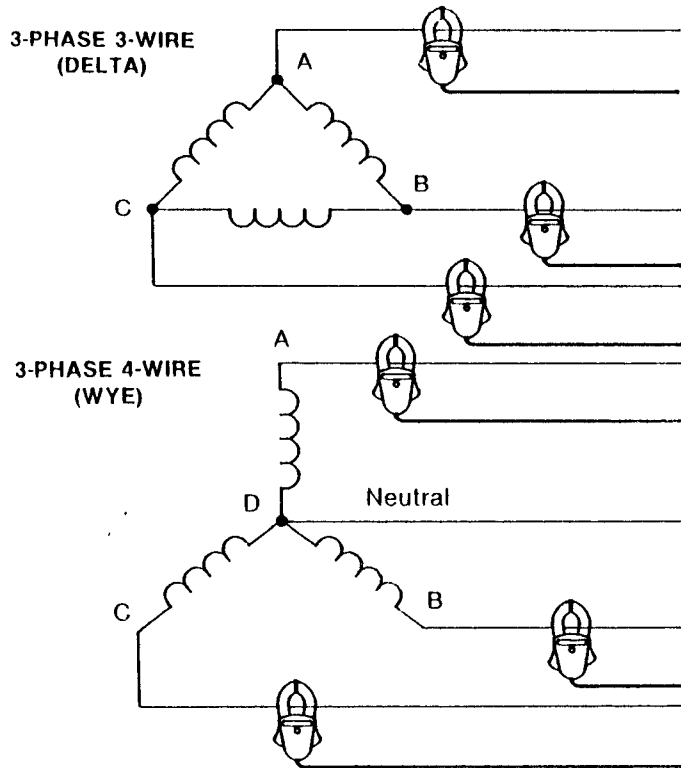 3-PHASE 3-WIRE
(DELTA)
A
B
C
A
3-PHASE 4-WIRE
(WYE)
D
Neutral
C
B